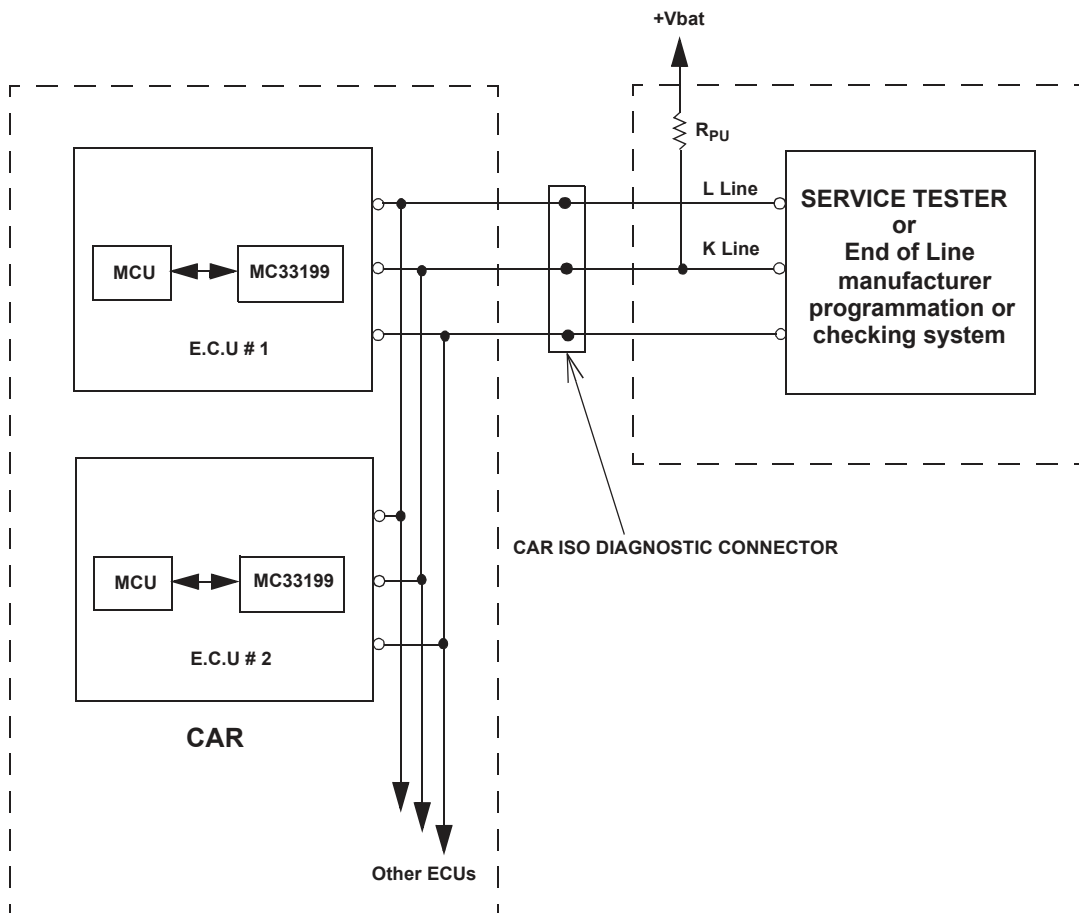 +Vbat
RPU
L Line
K Line
SERVICE TESTER
or
End of Line
manufacturer
programmation or
checking system
MCU
MC33199
E.C.U # 1
CAR ISO DIAGNOSTIC CONNECTOR
MCU
MC33199
E.C.U # 2
CAR
Other ECUs